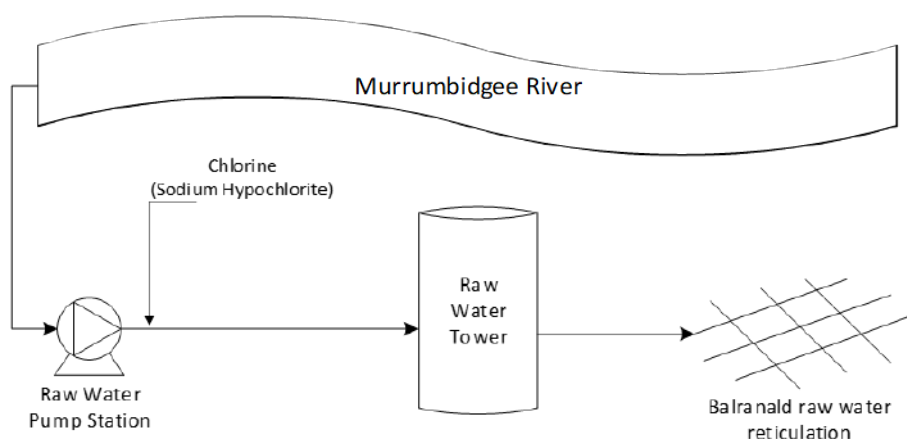 Murrumbidgee River
Chlorine
(Sodium Hypochlorite)
Raw
Water
Tower
Raw Water
Pump Station
Balranald raw water
reticulation